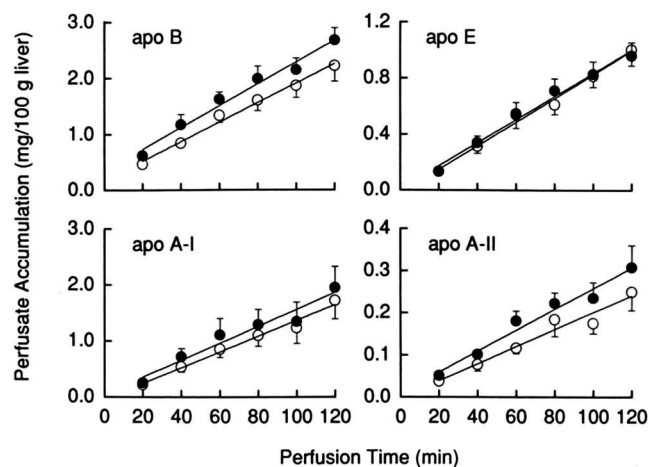 Perfusate Accumulation (mg/100 g liver)
apo B
3.0
2.0
1.0
0.0
apo E
1.2
0.8
0.4
0.0
apo A-I
3.0
2.0
1.0
0.0
0 20 40 60 80 100 120
apo A-II
0.4
0.3
0.2
0.1
0.0
0 20 40 60 80 100 120
Perfusion Time (min)